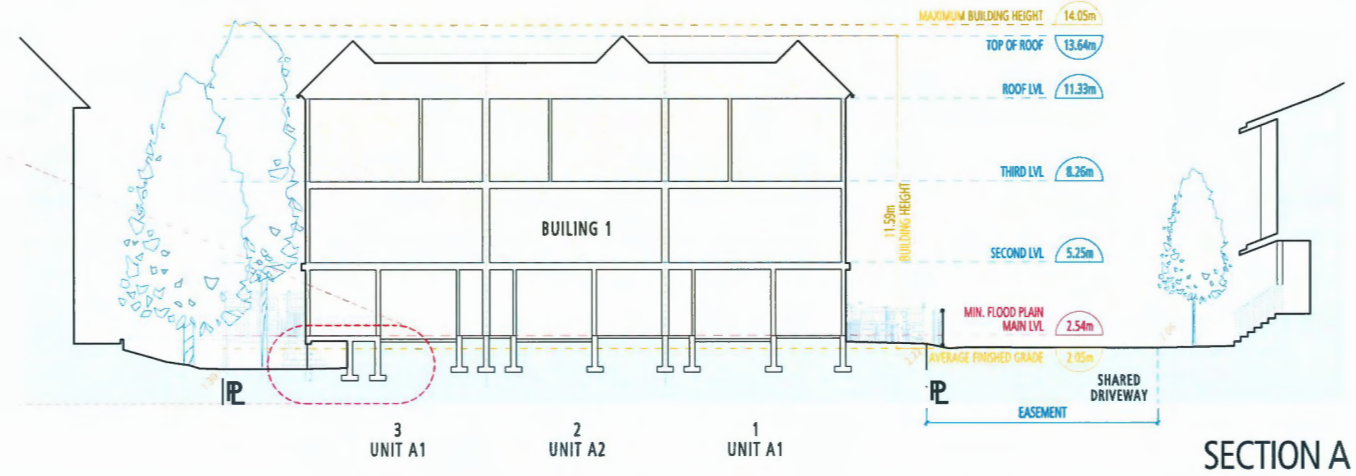 MAXIMUM BUILDING HEIGHT 14.05m
TOP OF ROOF 13.64m
ROOF LVL 11.33m
THIRD LVL 8.26m
11.59m
BUILDING HEIGHT
BUILING 1
SECOND LVL 5.25m
MIN. FLOOD PLAIN
MAIN LVL 2.54m
AVERAGE FINISHED GRADE 2.05m
PL
PL
SHARED
DRIVEWAY
EASEMENT
3
UNIT A1
2
UNIT A2
1
UNIT A1
SECTION A